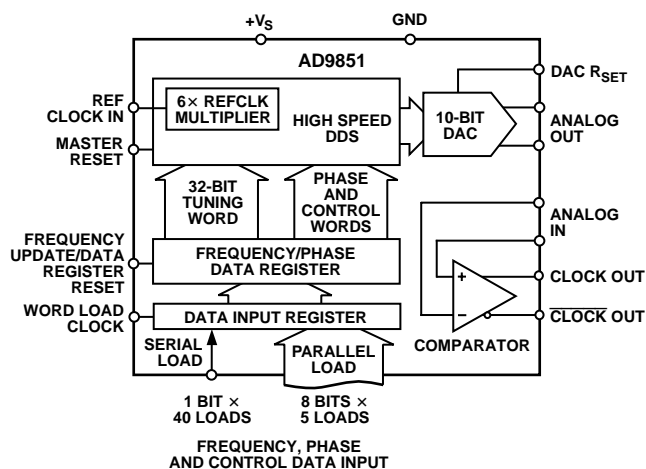 +VS
GND
AD9851
DAC RSET
REF
CLOCK IN
6× REFCLK
MULTIPLIER
HIGH SPEED
DDS
10-BIT
DAC
ANALOG
OUT
MASTER
RESET
32-BIT
TUNING
WORD
PHASE
AND
CONTROL
WORDS
ANALOG
IN
FREQUENCY
UPDATE/DATA
REGISTER
RESET
FREQUENCY/PHASE
DATA REGISTER
+
CLOCK OUT
WORD LOAD
CLOCK
DATA INPUT REGISTER
–
CLOCK OUT
SERIAL
LOAD
PARALLEL
LOAD
COMPARATOR
1 BIT ×
40 LOADS
8 BITS ×
5 LOADS
FREQUENCY, PHASE
AND CONTROL DATA INPUT